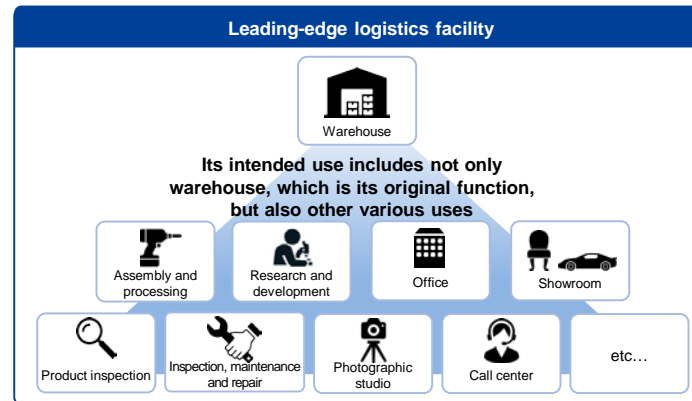 Leading-edge logistics facility
Warehouse
Its intended use includes not only
warehouse, which is its original function,
but also other various uses
Assembly and
processing
Research and
development
Office
Showroom
Product inspection
Inspection, maintenance
and repair
Photographic
studio
Call center
etc…